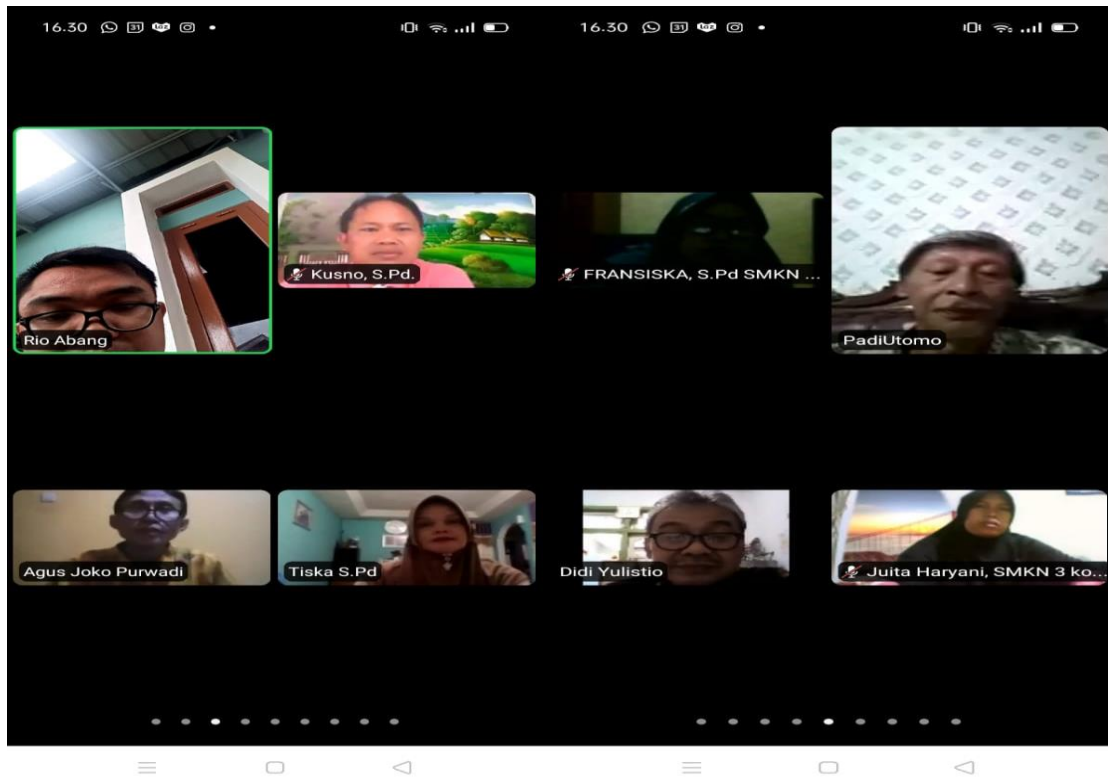 16.30
Rio Abang
Kusno, S.Pd.
Agus Joko Purwadi
Tiska S.Pd
16.30
FRANSISKA, S.Pd SMKN ...
PadiUtomo
Didi Yulistio
Juita Haryani, SMKN 3 ko...